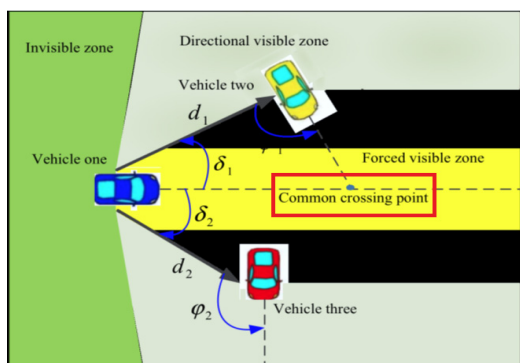 Invisible zone
Directional visible zone
Vehicle two
d₁
Vehicle one
δ₁
Forced visible zone
Common crossing point
δ₂
d₂
φ₂
Vehicle three